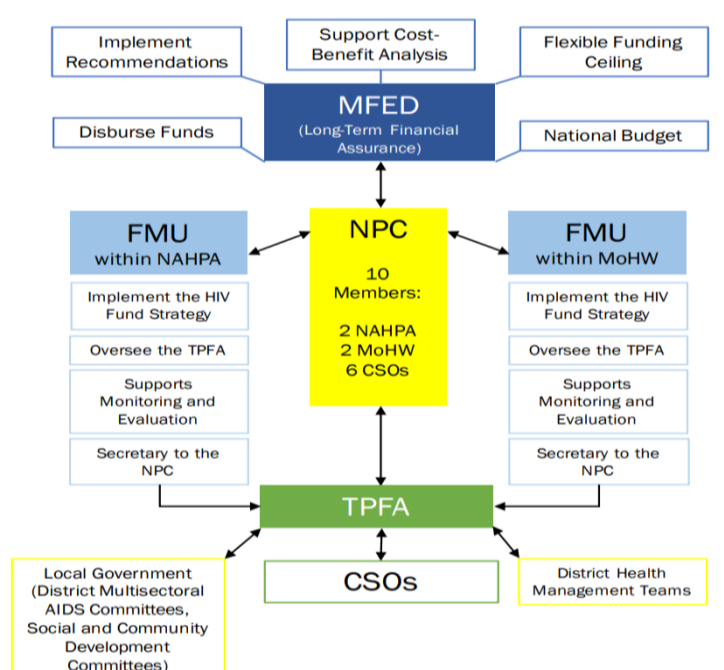 Implement
Recommendations
Support Cost-
Benefit Analysis
Flexible Funding
Ceiling
Disburse Funds
MFED
(Long-Term Financial
Assurance)
National Budget
FMU
within NAHPA
Implement the HIV
Fund Strategy
Oversee the TPFA
Supports
Monitoring and
Evaluation
Secretary to the
NPC
NPC
10
Members:
2 NAHPA
2 MoHW
6 CSOs
FMU
within MoHW
Implement the HIV
Fund Strategy
Oversee the TPFA
Supports
Monitoring and
Evaluation
Secretary to the
NPC
TPFA
Local Government
(District Multisectoral
AIDS Committees,
Social and Community
Development
Committees)
CSOs
District Health
Management Teams